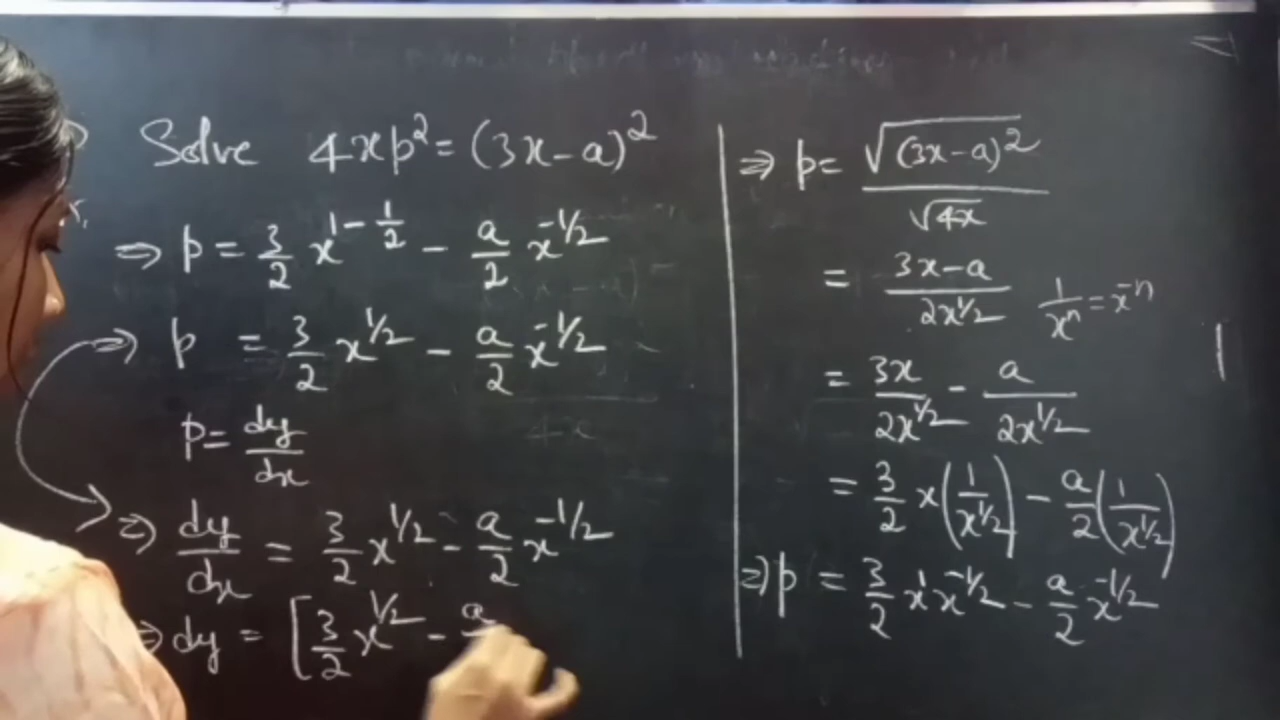 Solve 4xp² = (3x-a)²
⇒ p = 3/2 x^(1-1/2) - a/2 x^(-1/2)
⇒ p = 3/2 x^(1/2) - a/2 x^(-1/2)
p = dy/dx
⇒ dy/dx = 3/2 x^(1/2) - a/2 x^(-1/2)
⇒ dy = [3/2 x^(1/2) - a
⇒ p = √((3x-a)²) / √(4x)
= (3x-a) / (2x^(1/2))
1/x^n = x^(-n)
= 3x/(2x^(1/2)) - a/(2x^(1/2))
= 3/2 x (1/x^(1/2)) - a/2 (1/x^(1/2))
⇒ p = 3/2 x^1 x^(-1/2) - a/2 x^(-1/2)